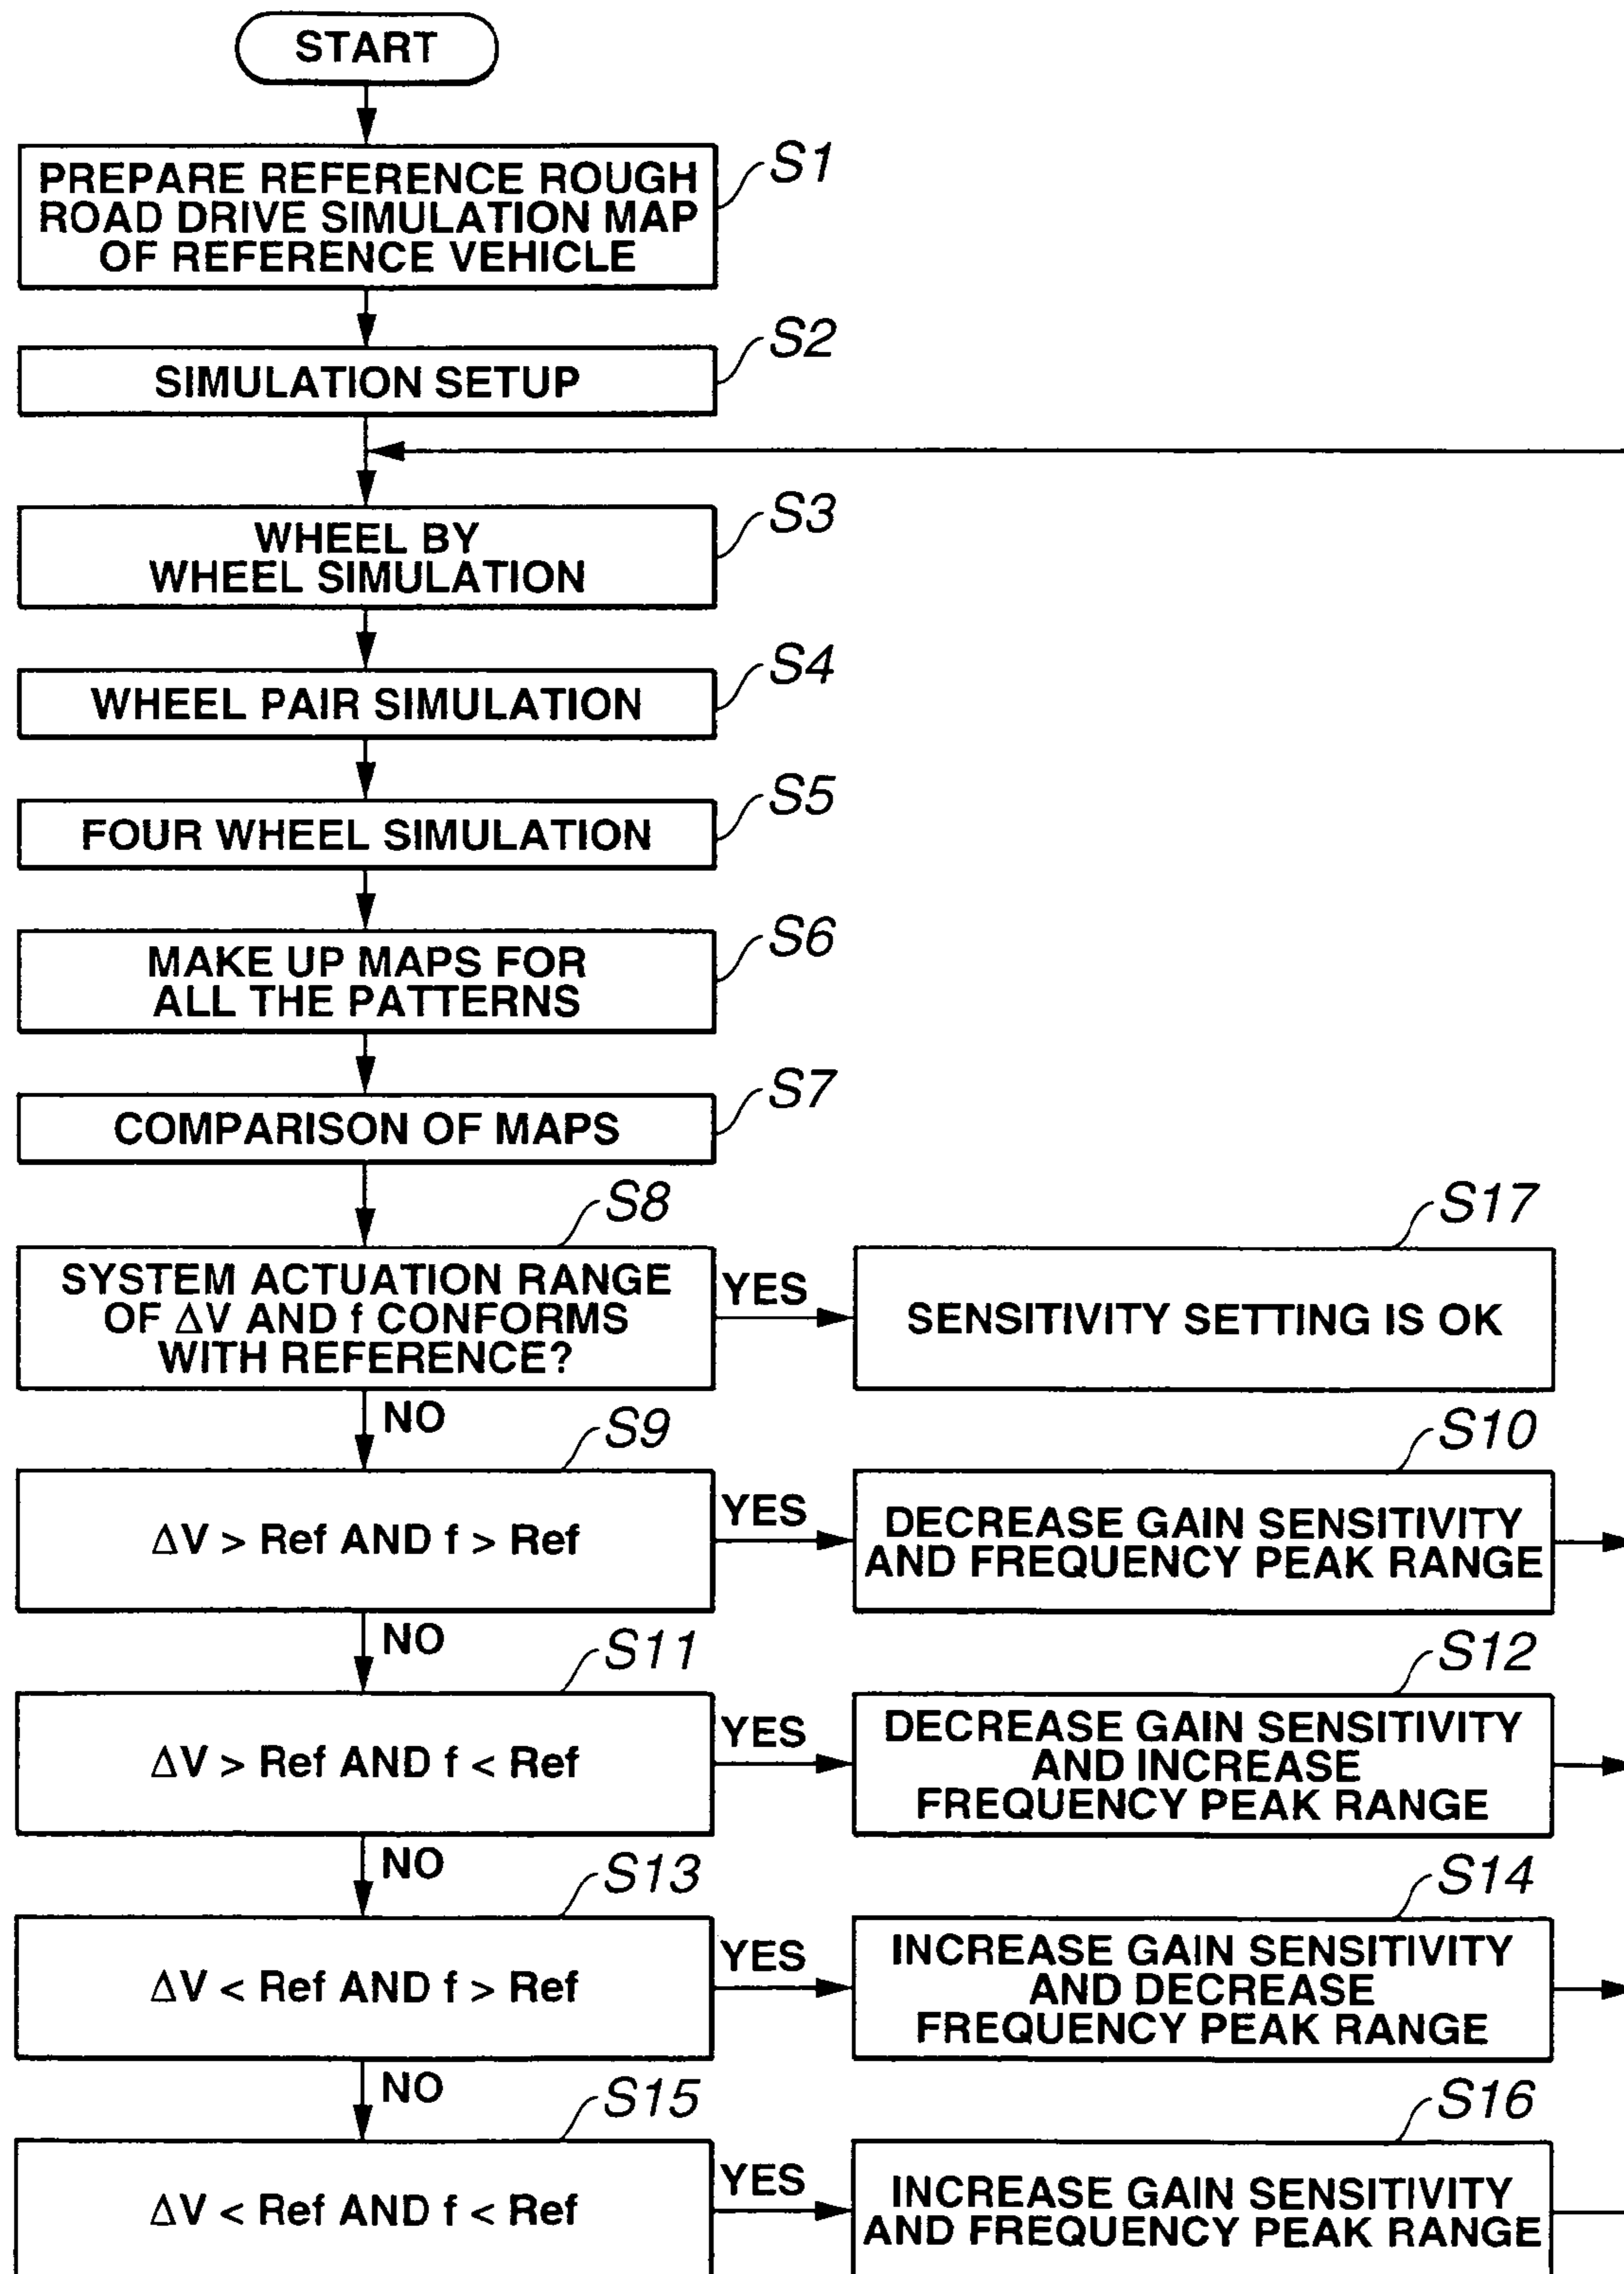 START
S1
PREPARE REFERENCE ROUGH
ROAD DRIVE SIMULATION MAP
OF REFERENCE VEHICLE
S2
SIMULATION SETUP
S3
WHEEL BY
WHEEL SIMULATION
S4
WHEEL PAIR SIMULATION
S5
FOUR WHEEL SIMULATION
S6
MAKE UP MAPS FOR
ALL THE PATTERNS
S7
COMPARISON OF MAPS
S8
SYSTEM ACTUATION RANGE
OF ΔV AND f CONFORMS
WITH REFERENCE?
YES
S17
SENSITIVITY SETTING IS OK
NO
S9
ΔV > Ref AND f > Ref
YES
S10
DECREASE GAIN SENSITIVITY
AND FREQUENCY PEAK RANGE
NO
S11
ΔV > Ref AND f < Ref
YES
S12
DECREASE GAIN SENSITIVITY
AND INCREASE
FREQUENCY PEAK RANGE
NO
S13
ΔV < Ref AND f > Ref
YES
S14
INCREASE GAIN SENSITIVITY
AND DECREASE
FREQUENCY PEAK RANGE
NO
S15
ΔV < Ref AND f < Ref
YES
S16
INCREASE GAIN SENSITIVITY
AND FREQUENCY PEAK RANGE